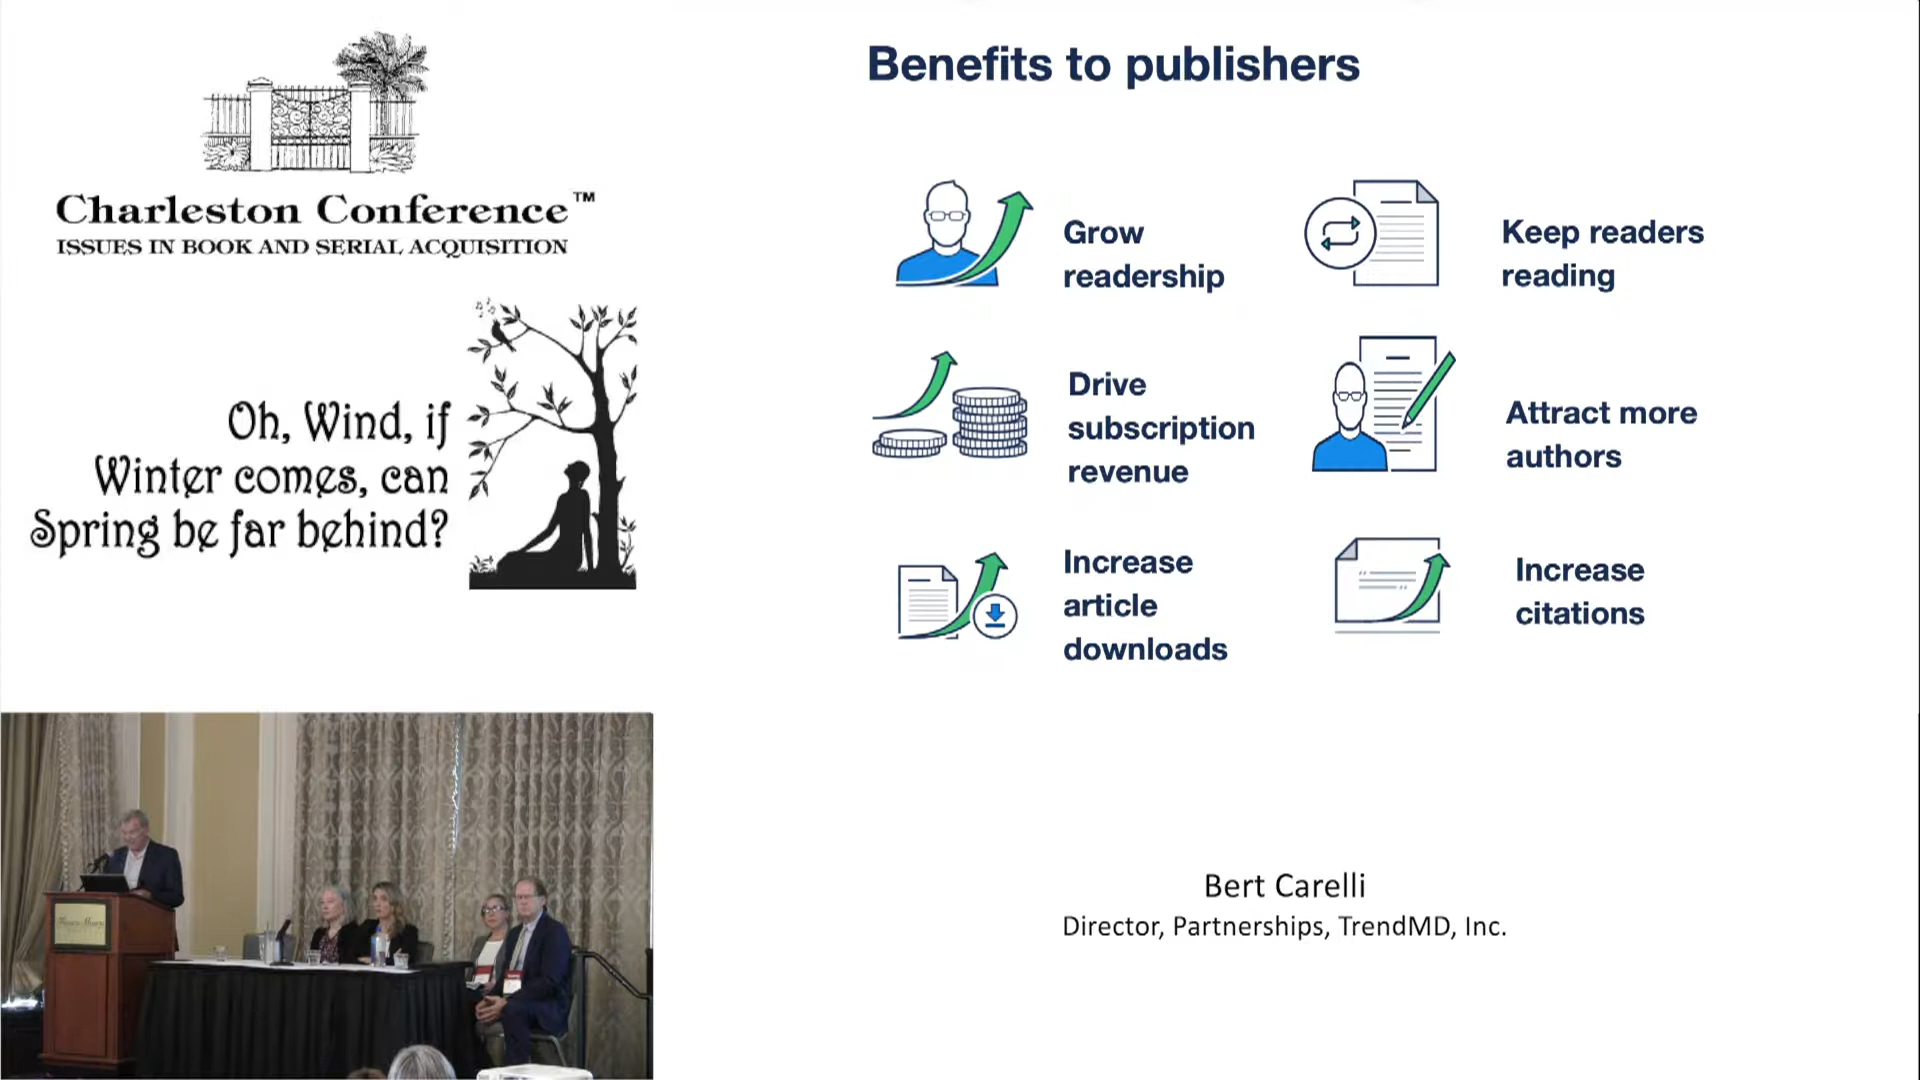 Charleston Conference™
ISSUES IN BOOK AND SERIAL ACQUISITION
Oh, Wind, if
Winter comes, can
Spring be far behind?
Benefits to publishers
Grow
readership
Keep readers
reading
Drive
subscription
revenue
Attract more
authors
Increase
article
downloads
Increase
citations
Bert Carelli
Director, Partnerships, TrendMD, Inc.